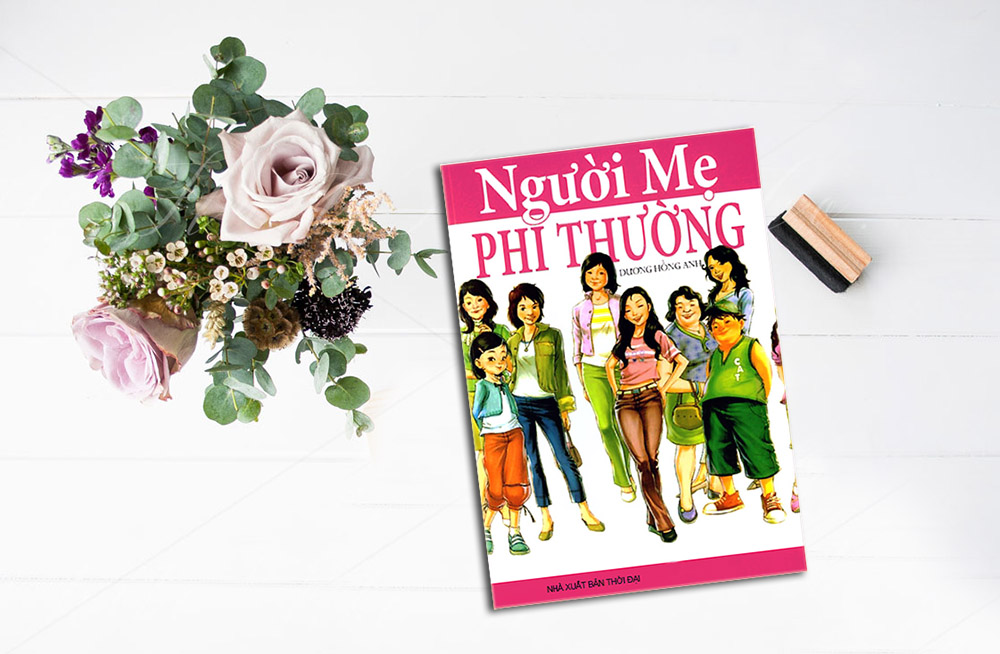 Người Mẹ
PHI THƯỜNG
DƯƠNG HỒNG ANH
CAT
NHÀ XUẤT BẢN THỜI ĐẠI